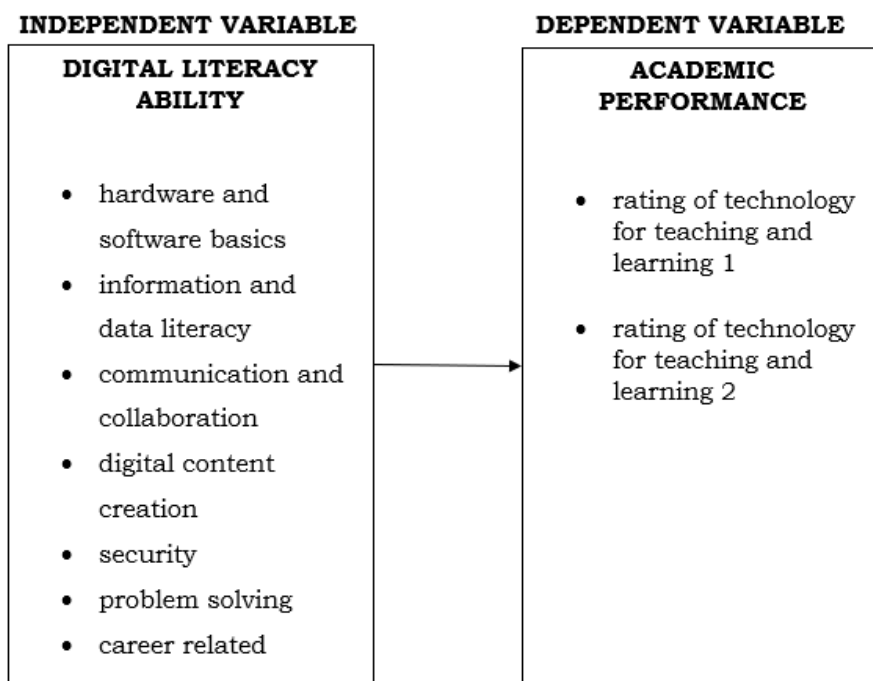 INDEPENDENT VARIABLE
DIGITAL LITERACY
ABILITY
• hardware and
software basics
• information and
data literacy
• communication and
collaboration
• digital content
creation
• security
• problem solving
• career related
DEPENDENT VARIABLE
ACADEMIC
PERFORMANCE
• rating of technology
for teaching and
learning 1
• rating of technology
for teaching and
learning 2